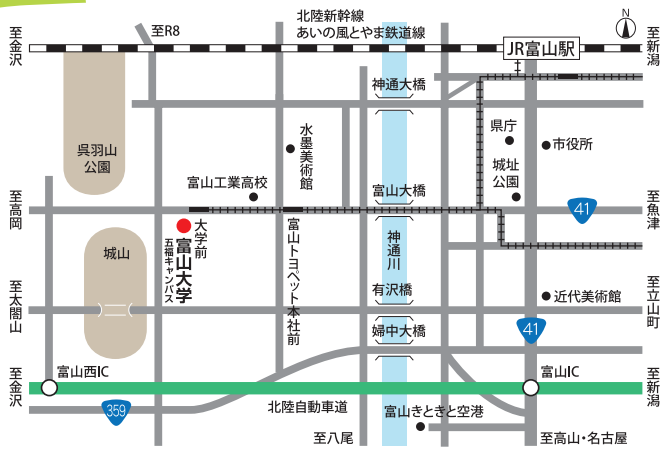 至R8
北陸新幹線
あいの風とやま鉄道線
N
至金沢
JR富山駅
至新潟
神通大橋
呉羽山
公園
水墨美術館
県庁
市役所
城址
公園
富山工業高校
富山大橋
至高岡
41
至魚津
大学前
富山大学
五福キャンパス
富山トヨペット本社前
神通川
城山
有沢橋
近代美術館
至太閤山
至立山町
婦中大橋
41
富山西IC
富山IC
至金沢
至新潟
359
北陸自動車道
富山きときと空港
至八尾
至高山・名古屋